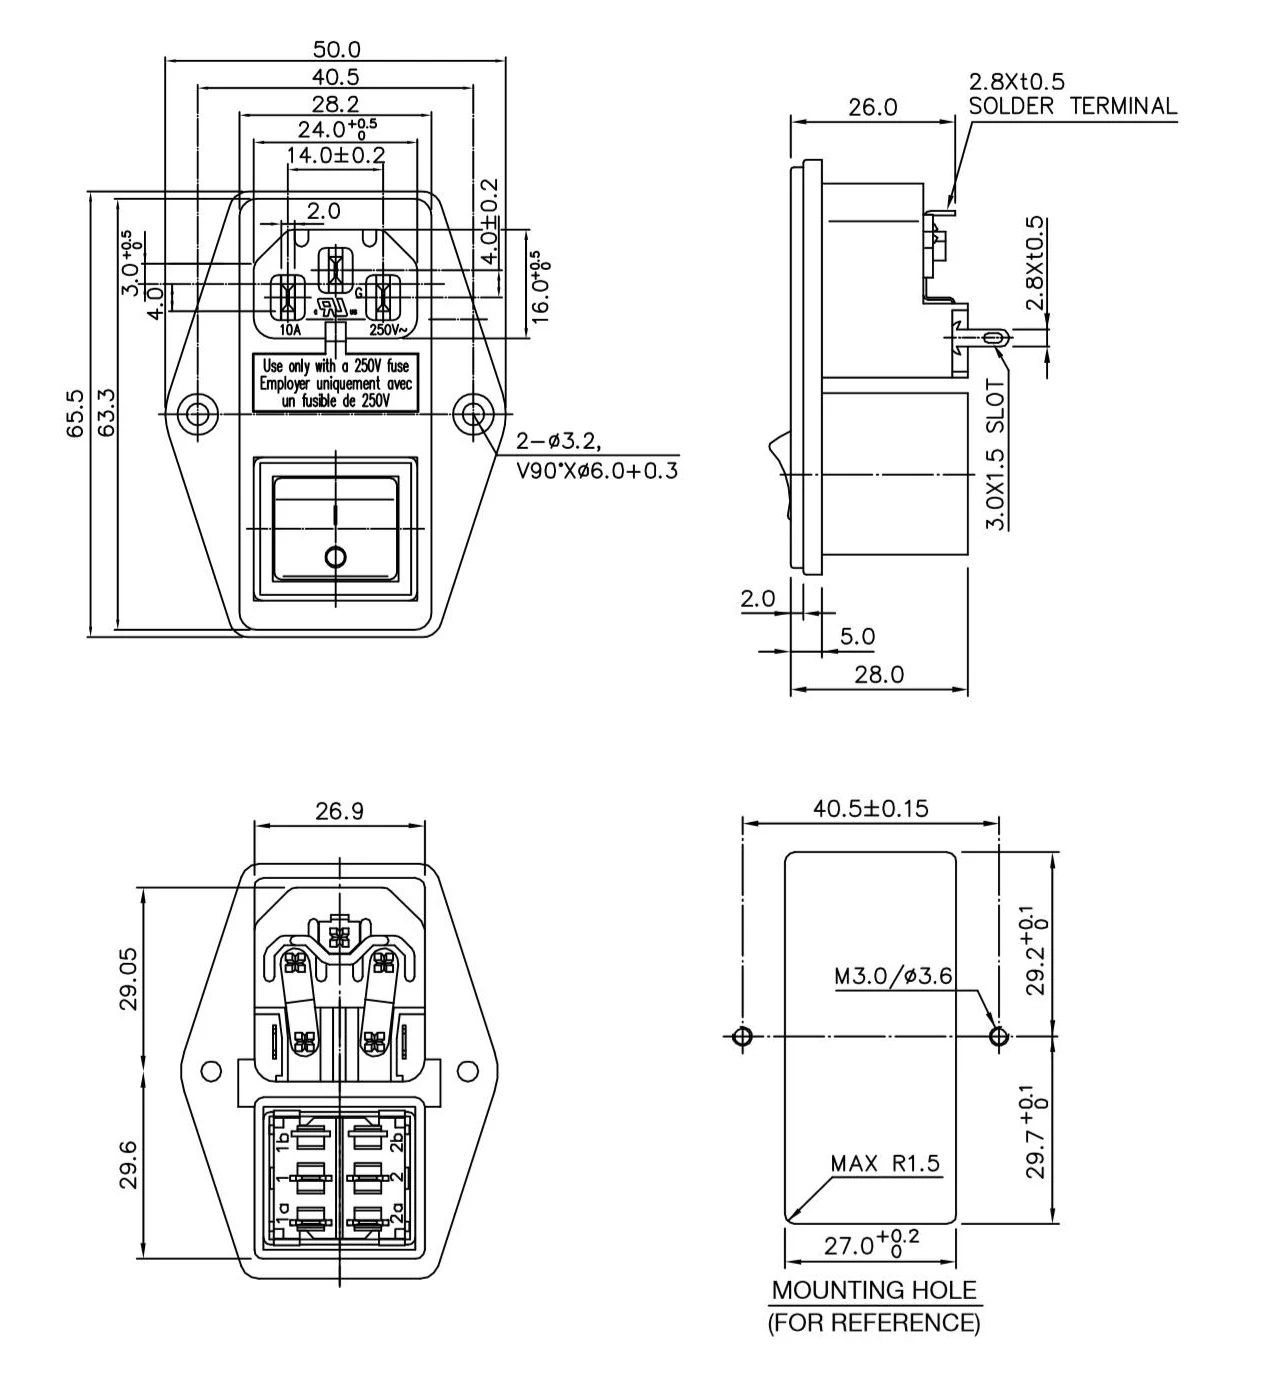 50.0
40.5
28.2
24.0+0.5 0
14.0±0.2
2.0
4.0±0.2
3.0+0.5 0
4.0
16.0+0.5 0
G
c UR us
10A 250V~
Use only with a 250V fuse
Employer uniquement avec
un fusible de 250V
65.5
63.3
2-ø3.2,
V90°Xø6.0+0.3
26.0
2.8Xt0.5
SOLDER TERMINAL
2.8Xt0.5
3.0X1.5 SLOT
2.0
5.0
28.0
26.9
29.05
29.6
1b
2b
1
2
1a
2a
40.5±0.15
29.2+0.1 0
M3.0/ø3.6
29.7+0.1 0
MAX R1.5
27.0+0.2 0
MOUNTING HOLE
(FOR REFERENCE)